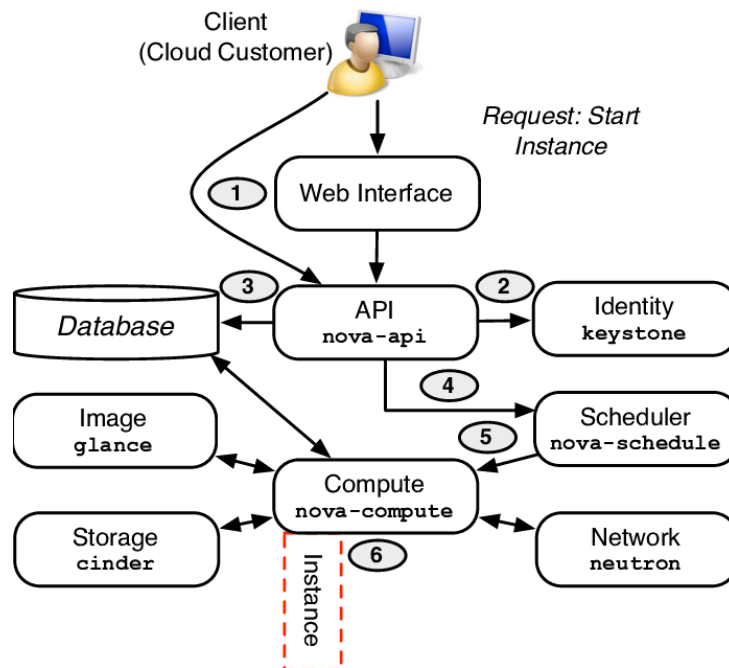 Client
(Cloud Customer)
Request: Start
Instance
1
Web Interface
3
2
Database
API
nova-api
Identity
keystone
4
Image
glance
5
Scheduler
nova-schedule
Compute
nova-compute
Storage
cinder
6
Network
neutron
Instance